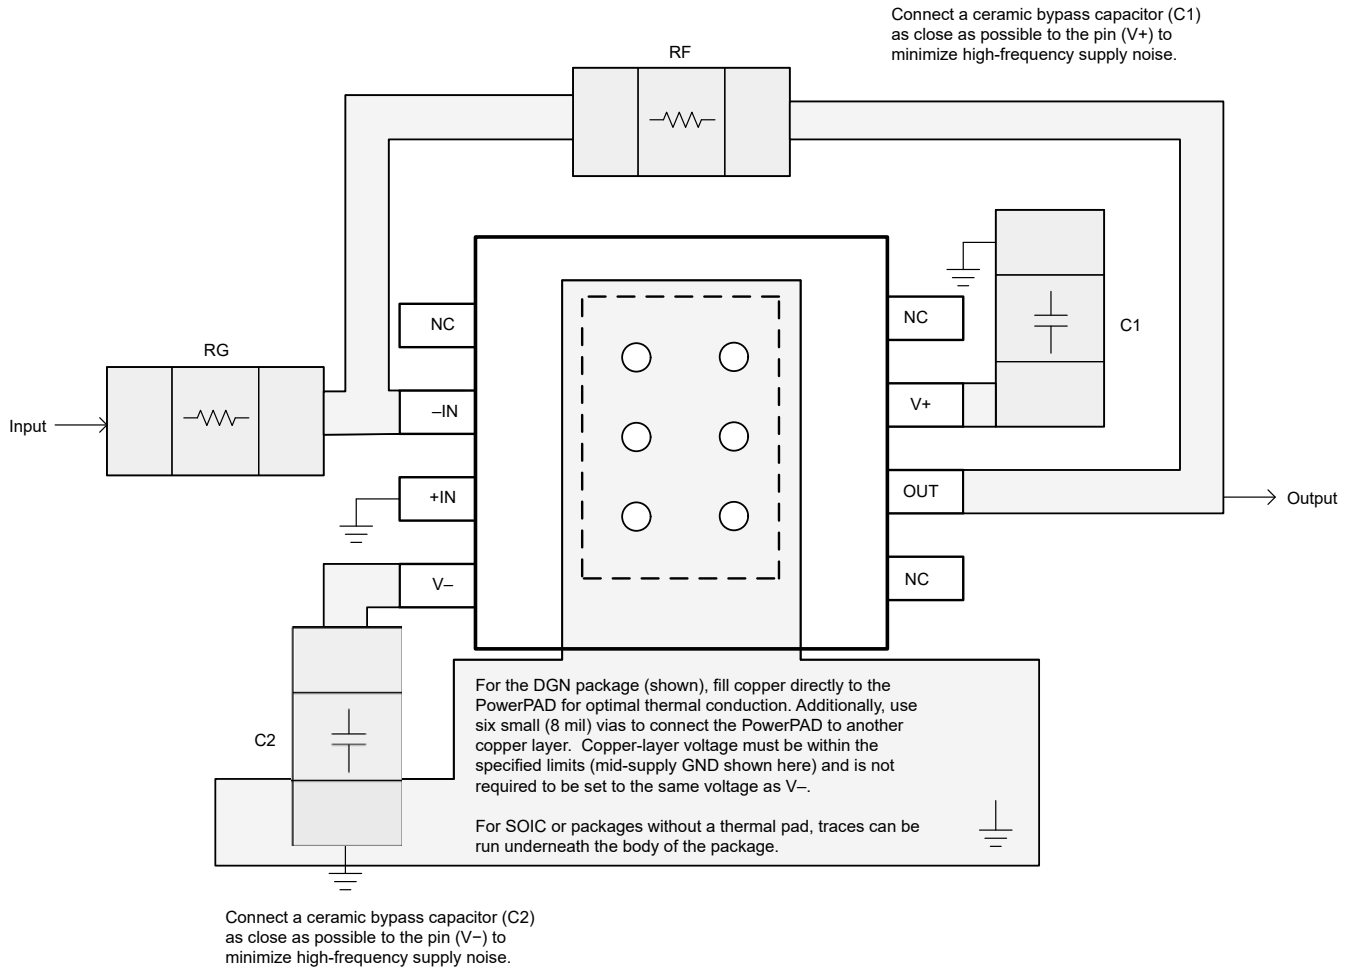 Connect a ceramic bypass capacitor (C1)
as close as possible to the pin (V+) to
minimize high-frequency supply noise.
RF
NC
NC
C1
RG
–IN
V+
Input
+IN
OUT
Output
V–
NC
For the DGN package (shown), fill copper directly to the
PowerPAD for optimal thermal conduction. Additionally, use
six small (8 mil) vias to connect the PowerPAD to another
copper layer.  Copper-layer voltage must be within the
specified limits (mid-supply GND shown here) and is not
required to be set to the same voltage as V–.
C2
For SOIC or packages without a thermal pad, traces can be
run underneath the body of the package.
Connect a ceramic bypass capacitor (C2)
as close as possible to the pin (V−) to
minimize high-frequency supply noise.